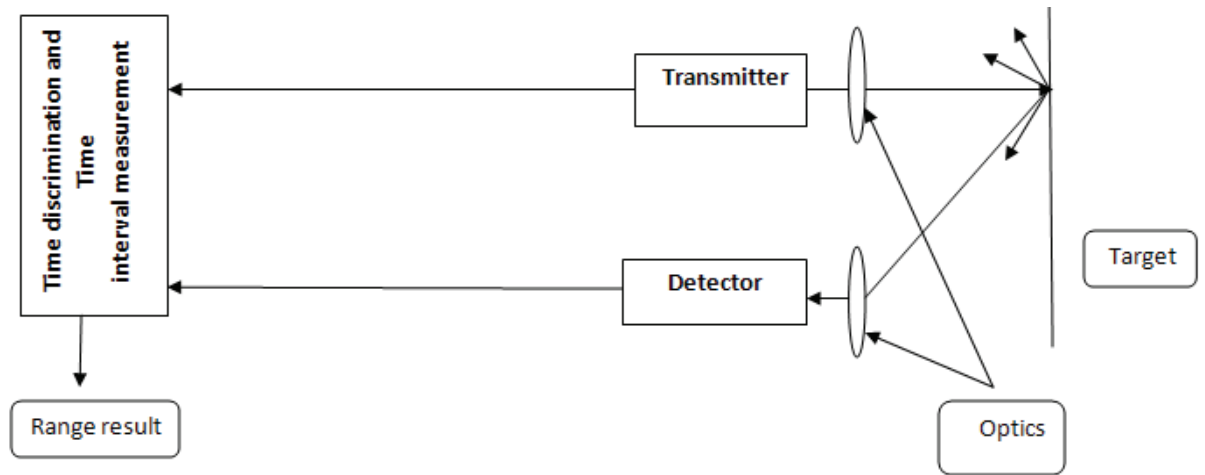 Time discrimination and
Time
interval measurement
Transmitter
Detector
Target
Range result
Optics